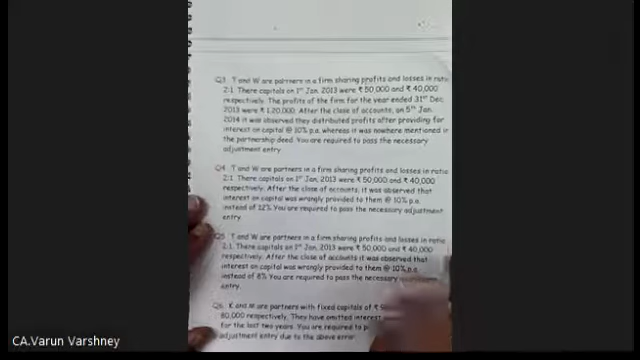 Q3 T and W are partners in a firm sharing profits and losses in ratio
2:1. There capitals on 1st Jan. 2013 were ₹ 50,000 and ₹ 40,000
respectively. The profits of the firm for the year ended 31st Dec.
2013 were ₹ 1,20,000. After the close of accounts, on 5th Jan.
2014 it was observed they distributed profits after providing for
interest on capital @ 10% p.a. whereas it was nowhere mentioned in
the partnership deed. You are required to pass the necessary
adjustment entry.
Q4 T and W are partners in a firm sharing profits and losses in ratio
2:1. There capitals on 1st Jan, 2013 were ₹ 50,000 and ₹ 40,000
respectively. After the close of accounts, it was observed that
interest on capital was wrongly provided to them @ 10% p.a.
instead of 12% You are required to pass the necessary adjustment
entry.
Q5 T and W are partners in a firm sharing profits and losses in ratio
2:1. There capitals on 1st Jan, 2013 were ₹ 50,000 and ₹ 40,000
respectively. After the close of accounts it was observed that
interest on capital was wrongly provided to them @ 10% p.a.
instead of 8% You are required to pass the necessary
entry.
Q6 K and M are partners with fixed capitals of ₹
80,000 respectively. They have omitted interest
for the last two years. You are required to
adjustment entry due to the above error.
CA.Varun Varshney